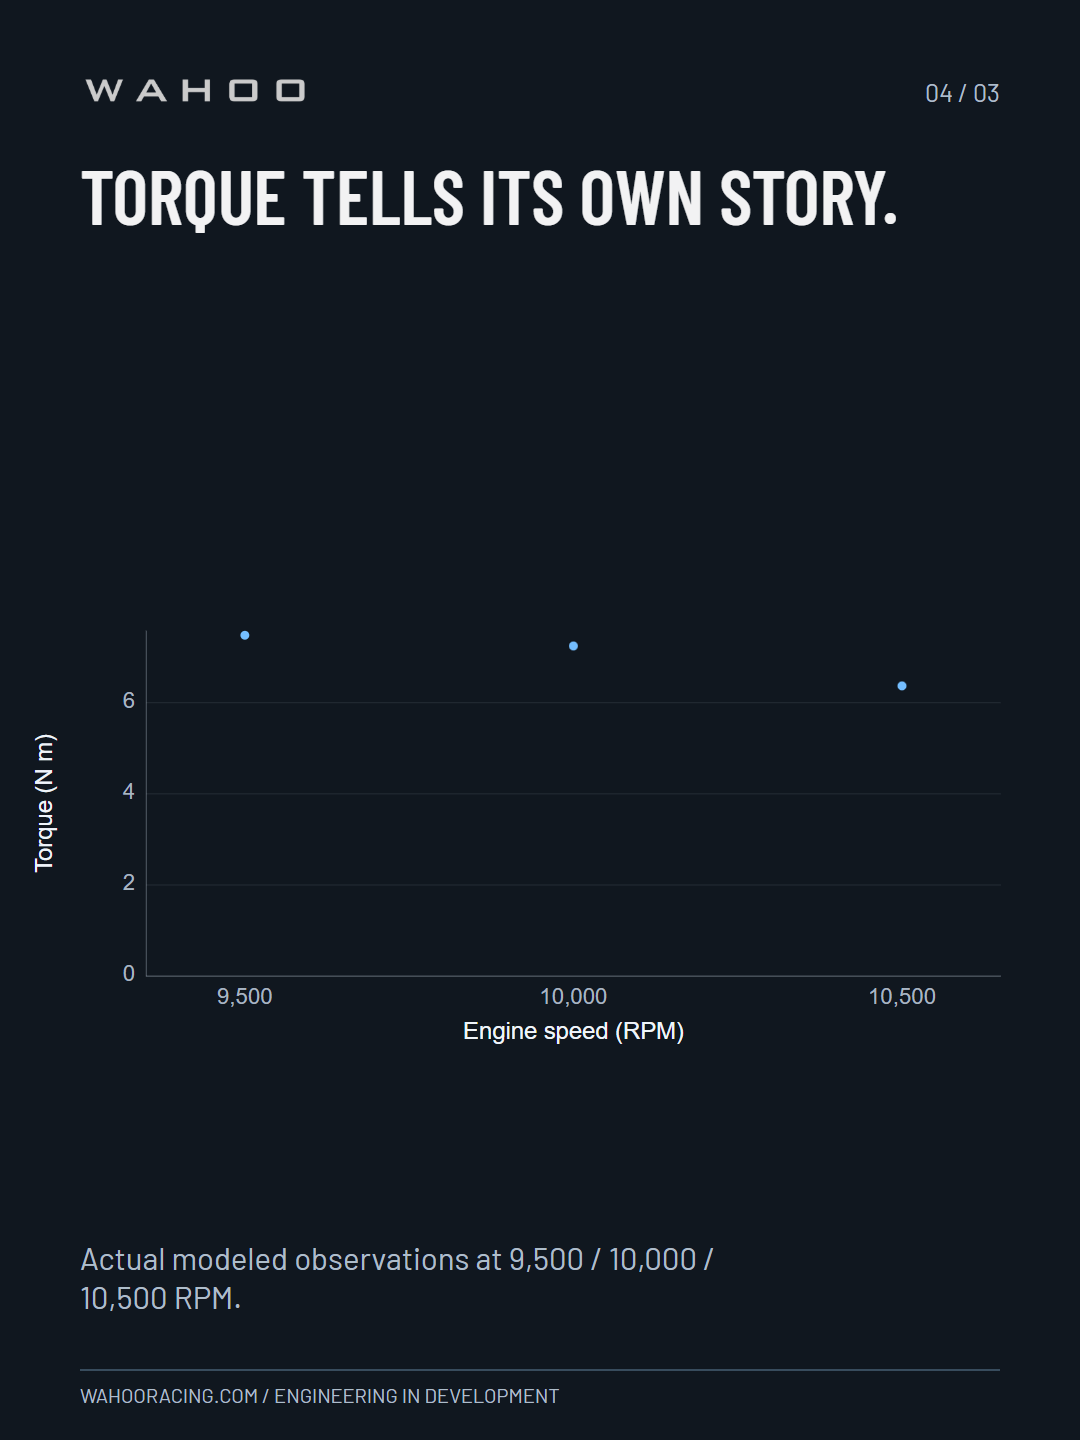 WAHOO
04 / 03
TORQUE TELLS ITS OWN STORY.
6
4
2
0
Torque (N m)
9,500
10,000
10,500
Engine speed (RPM)
Actual modeled observations at 9,500 / 10,000 /
10,500 RPM.
WAHOORACING.COM / ENGINEERING IN DEVELOPMENT